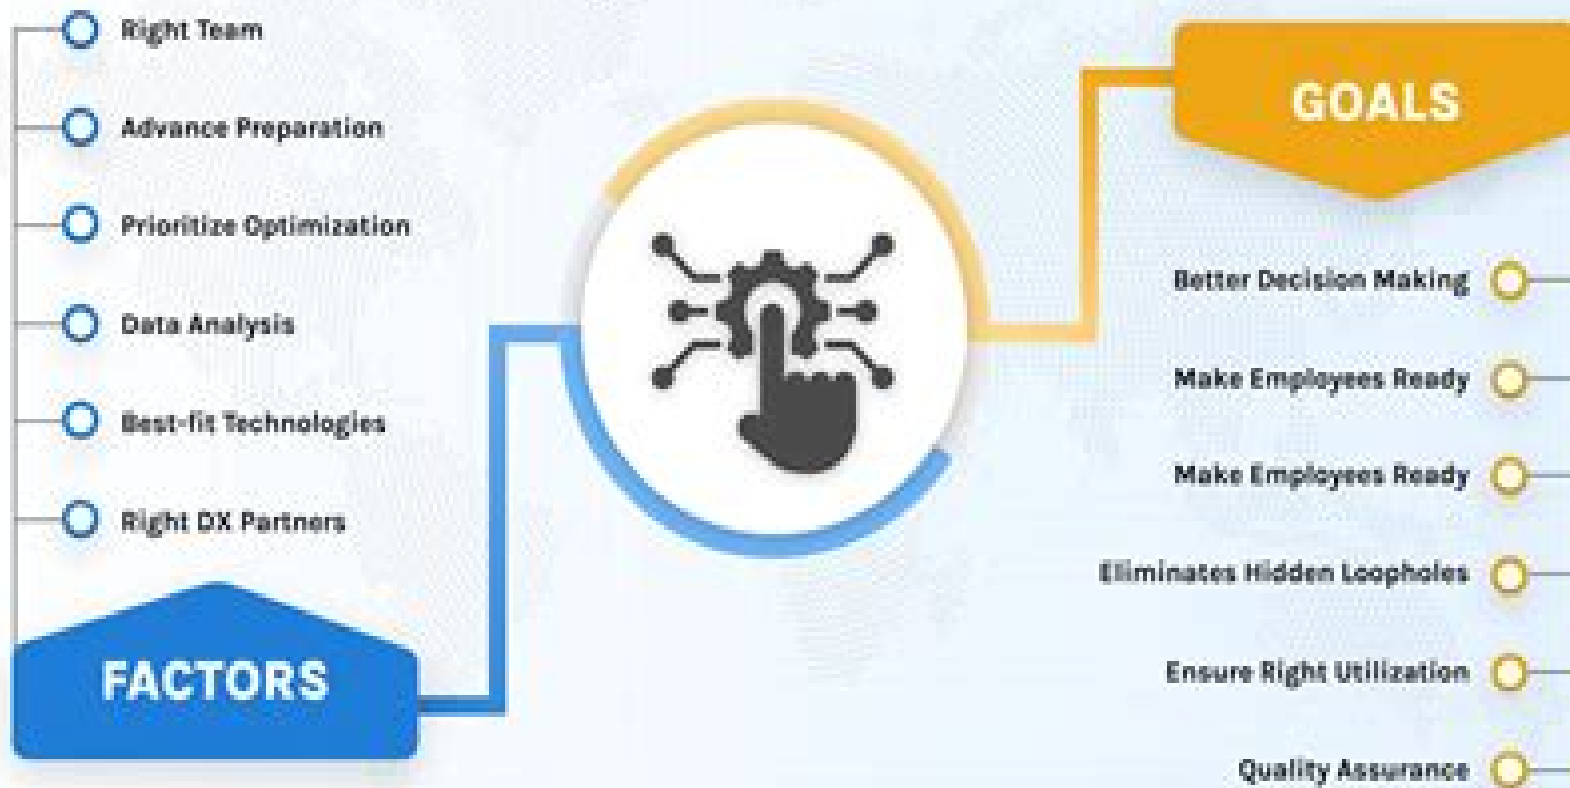 Right Team
Advance Preparation
Prioritize Optimization
Data Analysis
Best-fit Technologies
Right DX Partners
FACTORS
GOALS
Better Decision Making
Make Employees Ready
Make Employees Ready
Eliminates Hidden Loopholes
Ensure Right Utilization
Quality Assurance